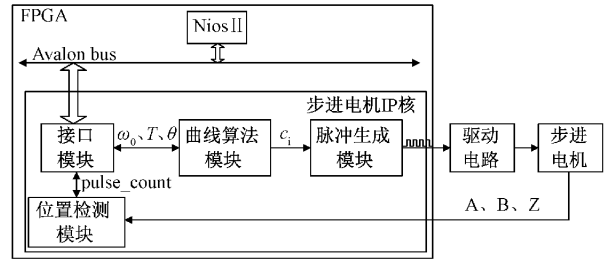 FPGA
NiosⅡ
Avalon bus
步进电机IP核
接口
模块
ω₀、T、θ
曲线算法
模块
cᵢ
脉冲生成
模块
驱动
电路
步进
电机
pulse_count
位置检测
模块
A、B、Z